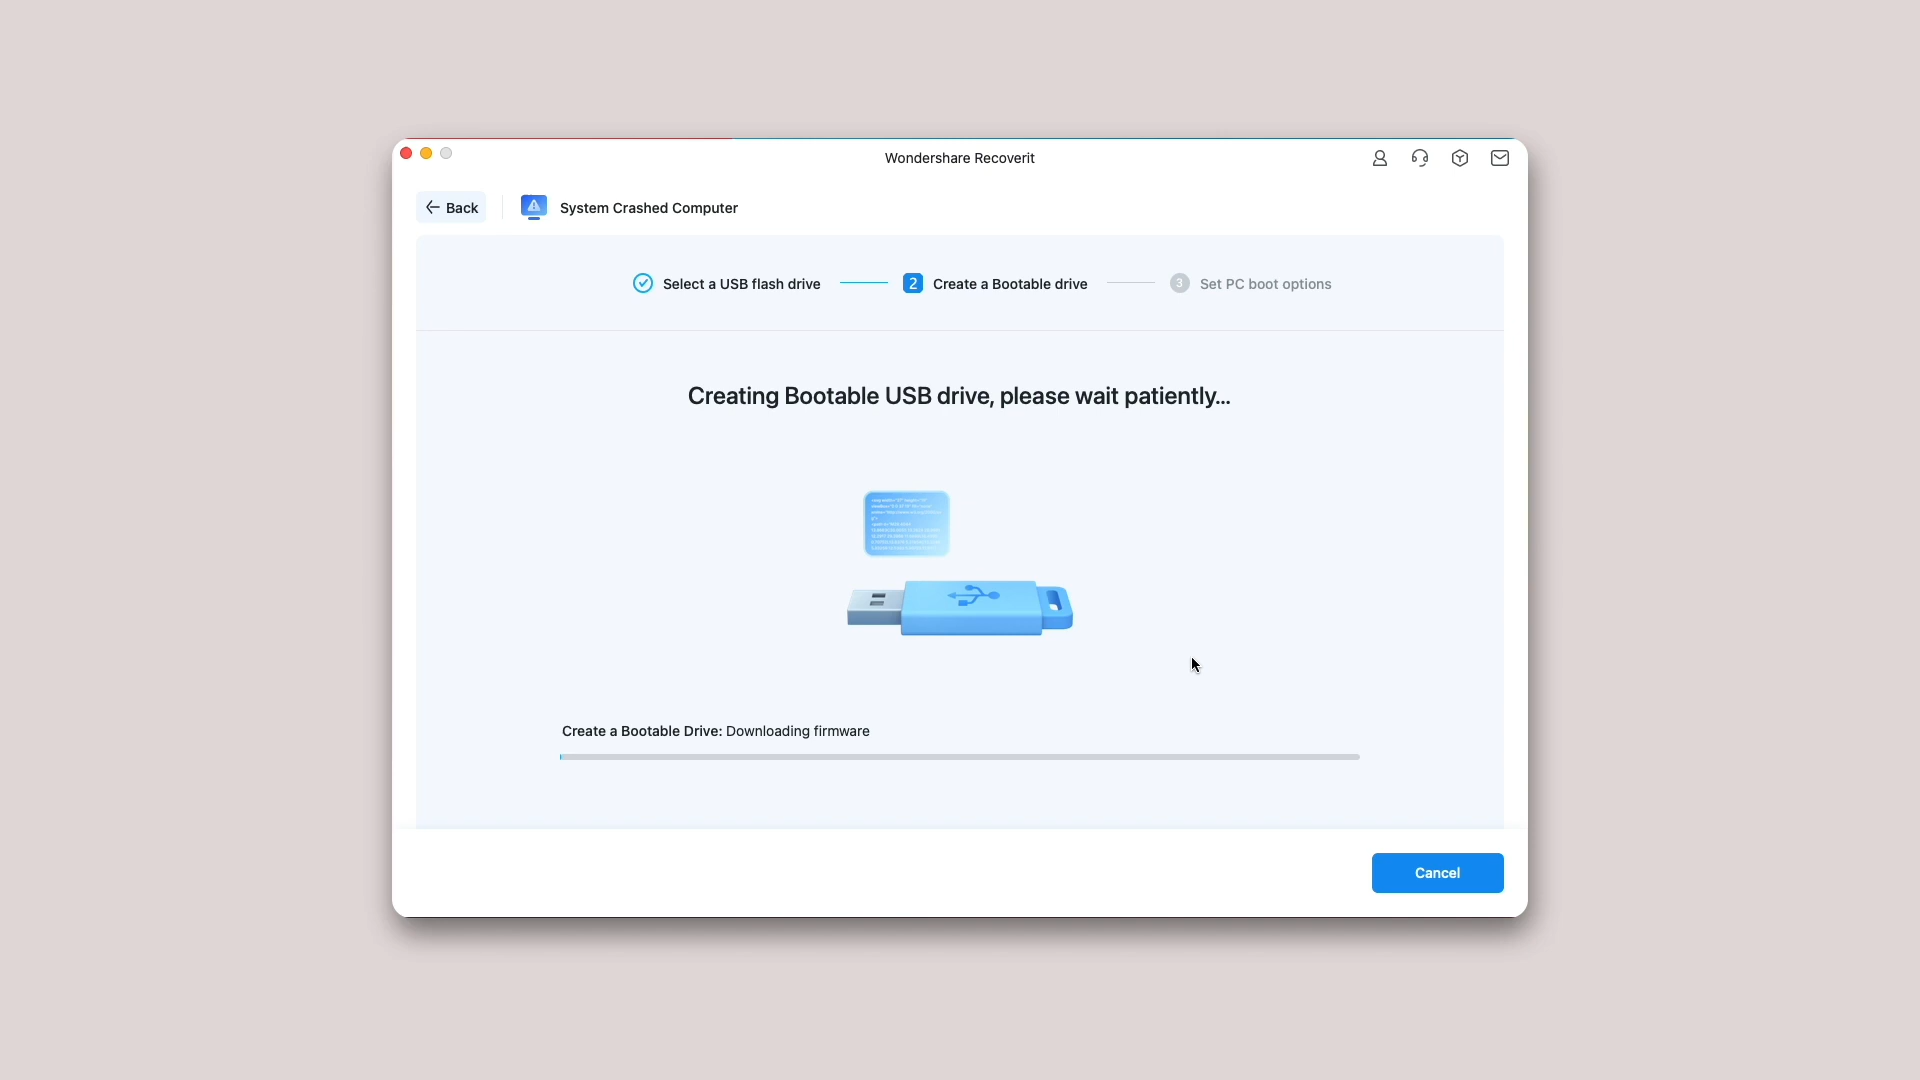 Wondershare Recoverit
Back
System Crashed Computer
Select a USB flash drive
2 Create a Bootable drive
3 Set PC boot options
Creating Bootable USB drive, please wait patiently...
Create a Bootable Drive: Downloading firmware
Cancel